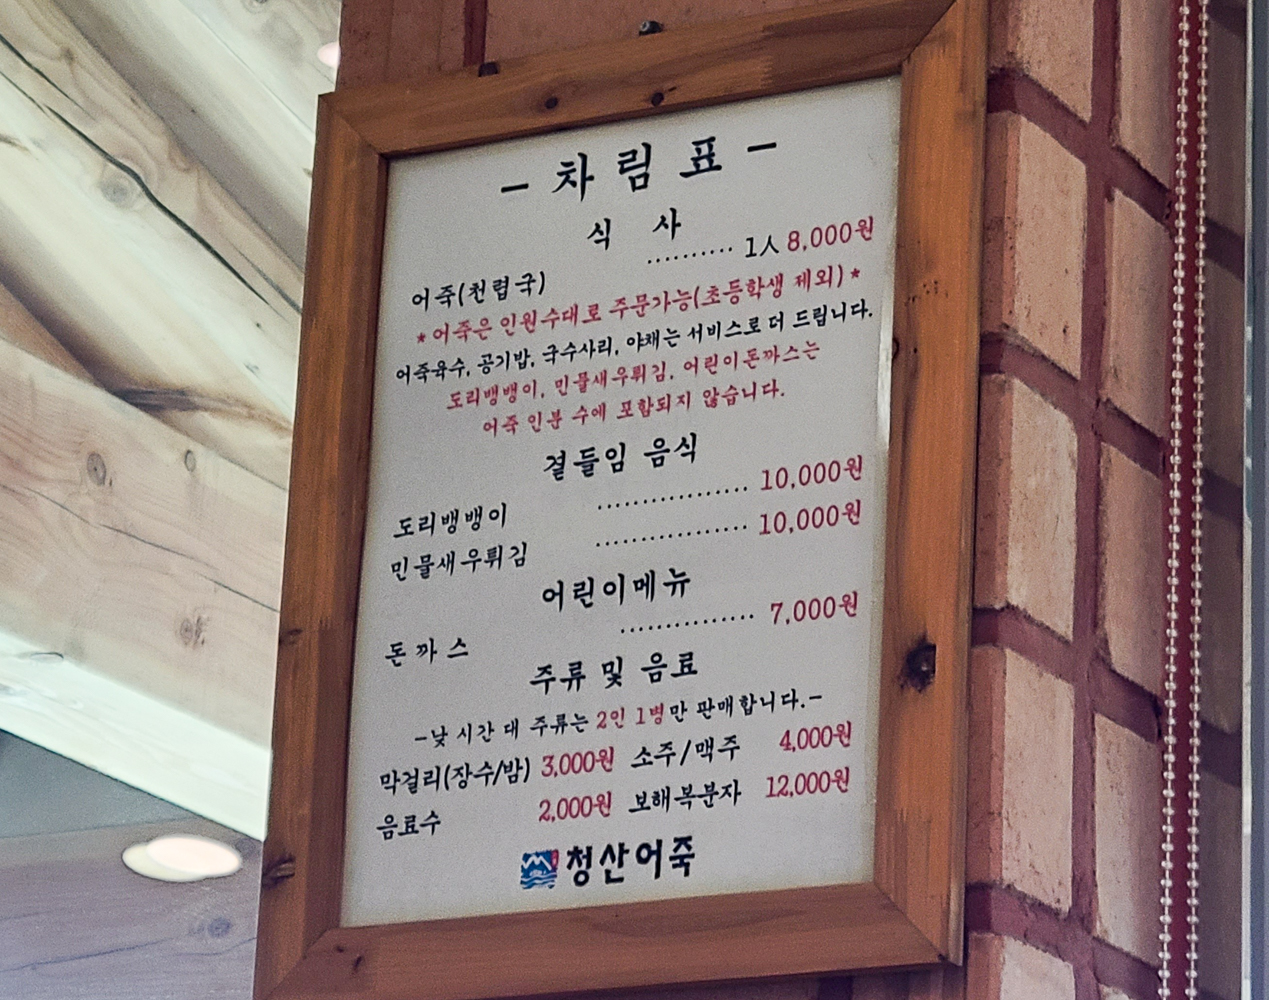 - 차림표 -
식 사
어죽(천렵국) .......... 1人 8,000원
*어죽은 인원수대로 주문가능(초등학생 제외)*
어죽육수, 공기밥, 국수사리, 야채는 서비스로 더 드립니다.
도리뱅뱅이, 민물새우튀김, 어린이돈까스는
어죽 인분 수에 포함되지 않습니다.
곁들임 음식
도리뱅뱅이 ................. 10,000원
민물새우튀김 ................. 10,000원
어린이메뉴
돈까스 ............... 7,000원
주류 및 음료
-낮 시간 대 주류는 2인 1병만 판매합니다.-
막걸리(장수/밤) 3,000원 소주/맥주 4,000원
음료수 2,000원 보해복분자 12,000원
청산어죽